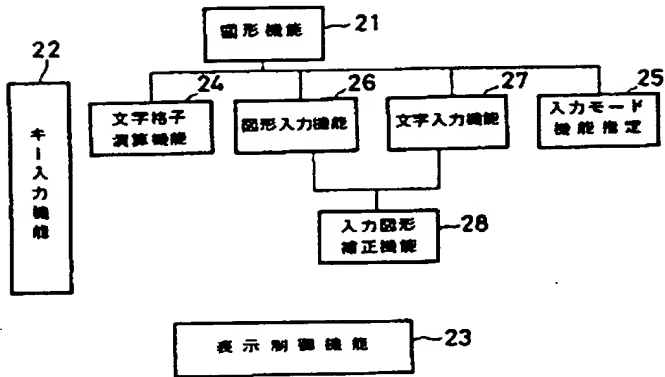 図形機能
21
22
キー入力機能
24
文字格子
演算機能
26
図形入力機能
27
文字入力機能
25
入力モード
機能指定
入力図形
補正機能
28
表示制御機能
23